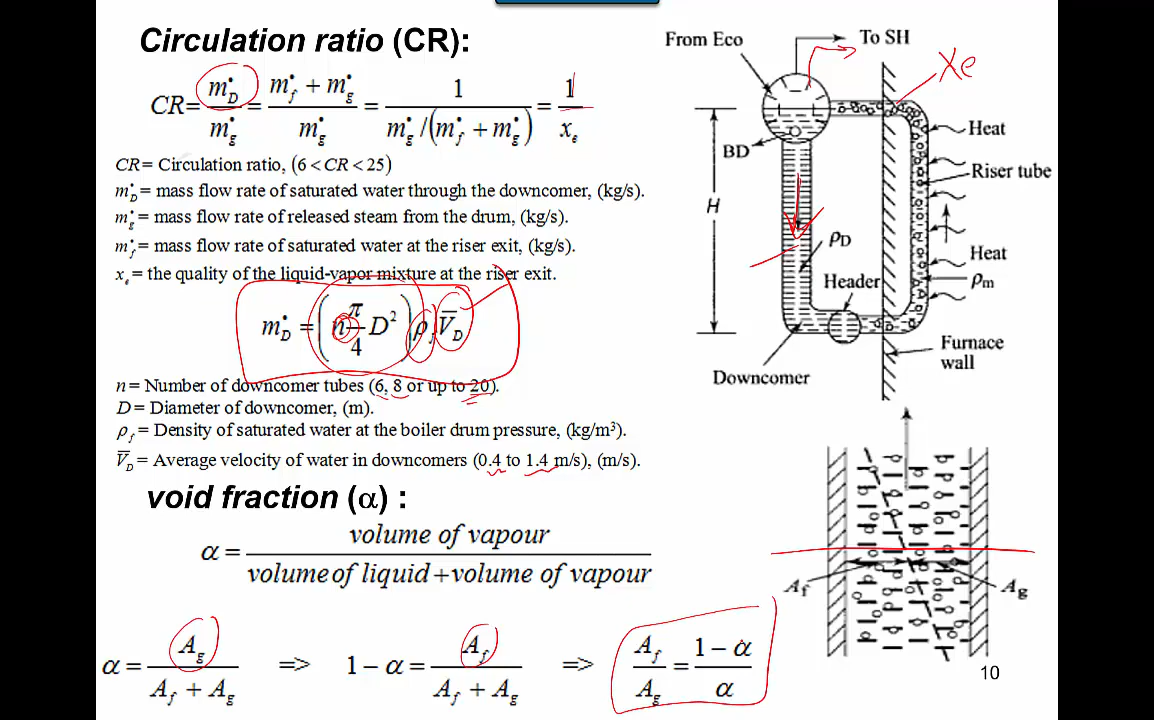 Circulation ratio (CR):
CR= m•D / m•g = m•f + m•g / m•g = 1 / m•g /(m•f + m•g) = 1 / xe
CR= Circulation ratio, (6 < CR < 25)
m•D = mass flow rate of saturated water through the downcomer, (kg/s).
m•g = mass flow rate of released steam from the drum, (kg/s).
m•f = mass flow rate of saturated water at the riser exit, (kg/s).
xe = the quality of the liquid-vapor mixture at the riser exit.
m•D = (n π/4 D²) ρf V̅D
n = Number of downcomer tubes (6, 8 or up to 20).
D = Diameter of downcomer, (m).
ρf = Density of saturated water at the boiler drum pressure, (kg/m³).
V̅D = Average velocity of water in downcomers (0.4 to 1.4 m/s), (m/s).
void fraction (α) :
α = volume of vapour / volume of liquid + volume of vapour
α = Ag / Af + Ag => 1 − α = Af / Af + Ag => Af / Ag = 1 − α / α
From Eco
To SH
Xe
BD
Heat
Riser tube
H
ρD
Heat
Header
ρm
Furnace
wall
Downcomer
Af
Ag
10